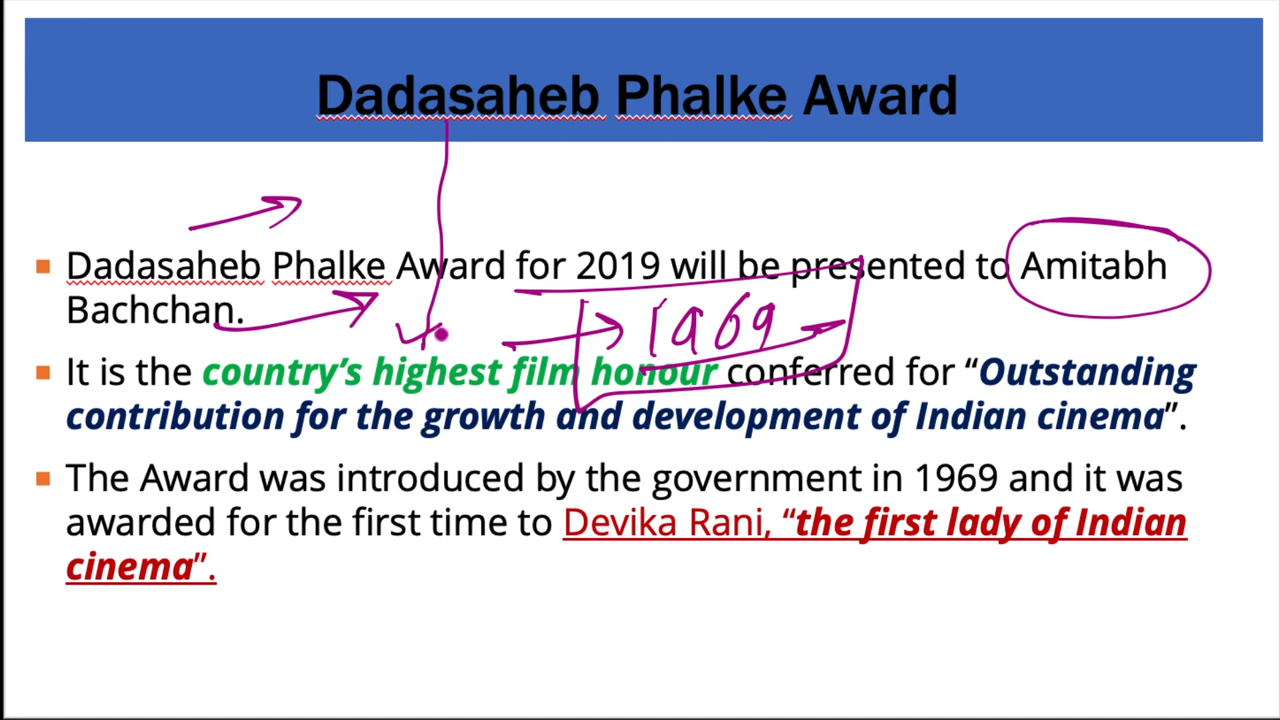 Dadasaheb Phalke Award
Dadasaheb Phalke Award for 2019 will be presented to Amitabh
Bachchan.
1969
It is the country’s highest film honour conferred for “Outstanding
contribution for the growth and development of Indian cinema”.
The Award was introduced by the government in 1969 and it was
awarded for the first time to Devika Rani, “the first lady of Indian
cinema”.